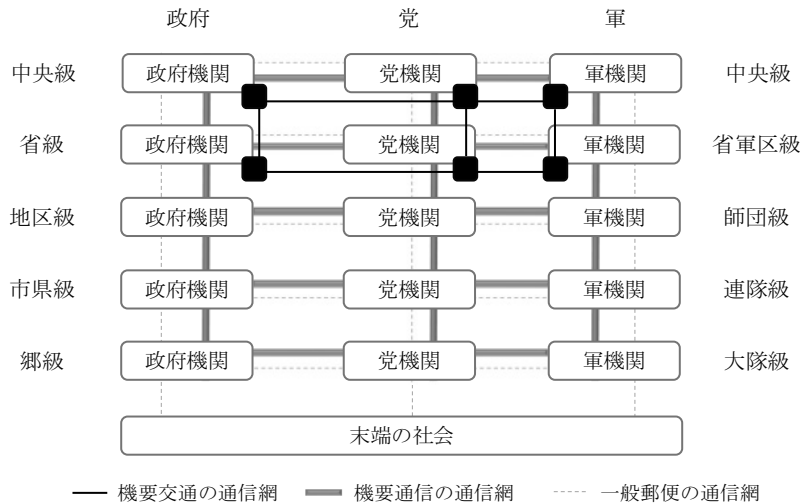 政府 党 軍
中央級 政府機関 党機関 軍機関 中央級
省級 政府機関 党機関 軍機関 省軍区級
地区級 政府機関 党機関 軍機関 師団級
市県級 政府機関 党機関 軍機関 連隊級
郷級 政府機関 党機関 軍機関 大隊級
末端の社会
機要交通の通信網 機要通信の通信網 一般郵便の通信網